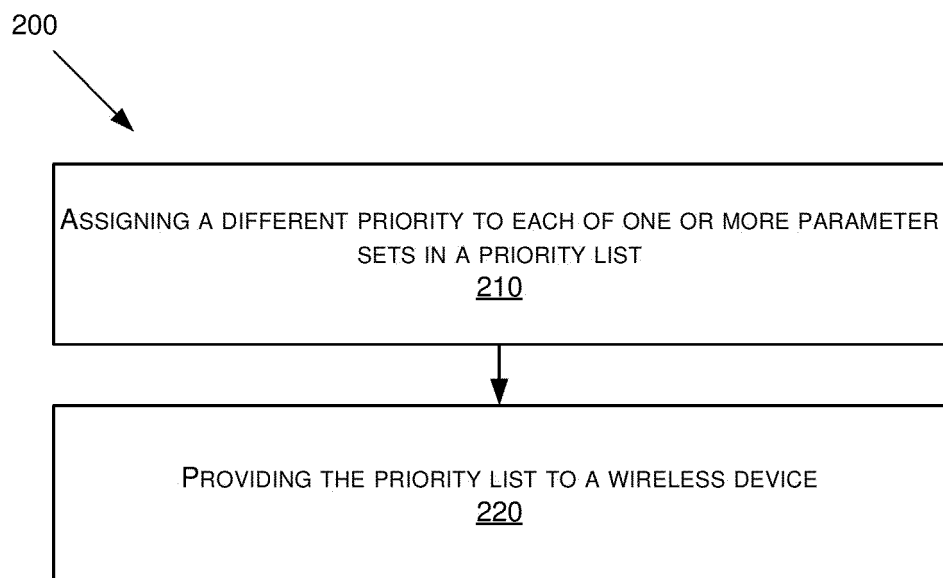 200
ASSIGNING A DIFFERENT PRIORITY TO EACH OF ONE OR MORE PARAMETER
SETS IN A PRIORITY LIST
210
PROVIDING THE PRIORITY LIST TO A WIRELESS DEVICE
220